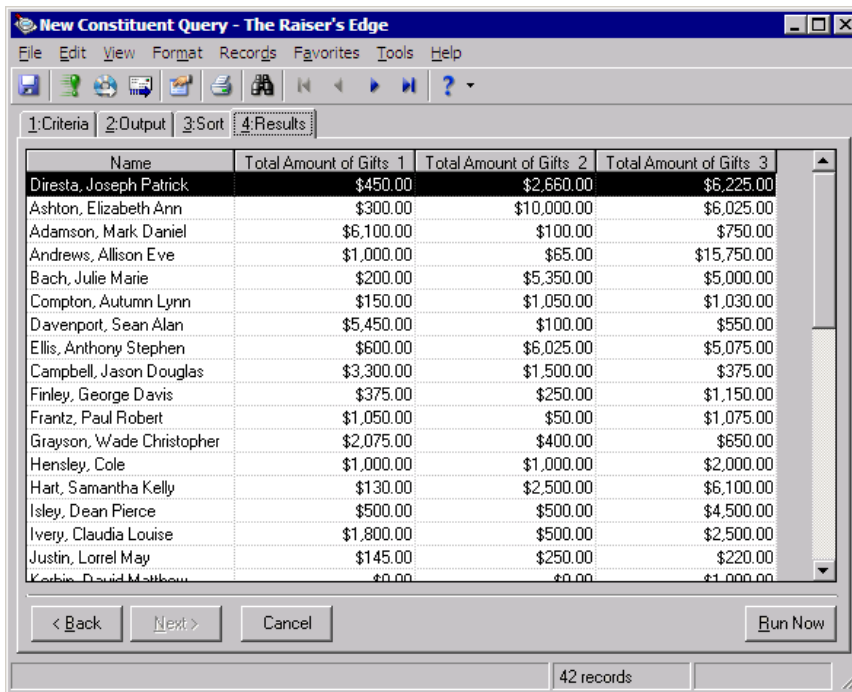 New Constituent Query - The Raiser's Edge
File Edit View Format Records Favorites Tools Help
1:Criteria 2:Output 3:Sort 4:Results
Name Total Amount of Gifts 1 Total Amount of Gifts 2 Total Amount of Gifts 3
Diresta, Joseph Patrick $450.00 $2,660.00 $6,225.00
Ashton, Elizabeth Ann $300.00 $10,000.00 $6,025.00
Adamson, Mark Daniel $6,100.00 $100.00 $750.00
Andrews, Allison Eve $1,000.00 $65.00 $15,750.00
Bach, Julie Marie $200.00 $5,350.00 $5,000.00
Compton, Autumn Lynn $150.00 $1,050.00 $1,030.00
Davenport, Sean Alan $5,450.00 $100.00 $550.00
Ellis, Anthony Stephen $600.00 $6,025.00 $5,075.00
Campbell, Jason Douglas $3,300.00 $1,500.00 $375.00
Finley, George Davis $375.00 $250.00 $1,150.00
Frantz, Paul Robert $1,050.00 $50.00 $1,075.00
Grayson, Wade Christopher $2,075.00 $400.00 $650.00
Hensley, Cole $1,000.00 $1,000.00 $2,000.00
Hart, Samantha Kelly $130.00 $2,500.00 $6,100.00
Isley, Dean Pierce $500.00 $500.00 $4,500.00
Ivery, Claudia Louise $1,800.00 $500.00 $2,500.00
Justin, Lorrel May $145.00 $250.00 $220.00
David Matthew $0.00 $0.00 $1,000.00
< Back Next > Cancel Run Now
42 records